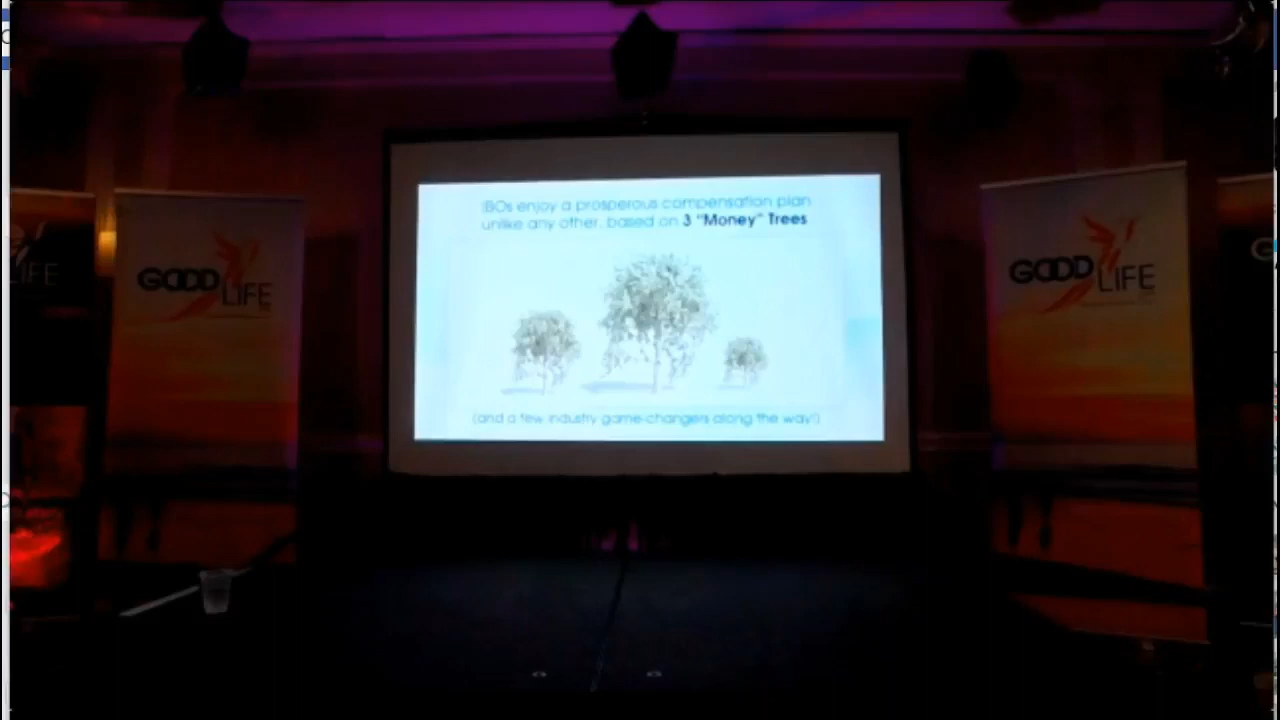 IBOs enjoy a prosperous compensation plan
unlike any other, based on 3 "Money" Trees
(and a few industry game-changers along the way!)
GOOD
LIFE
GOOD
LIFE
LIFE
G